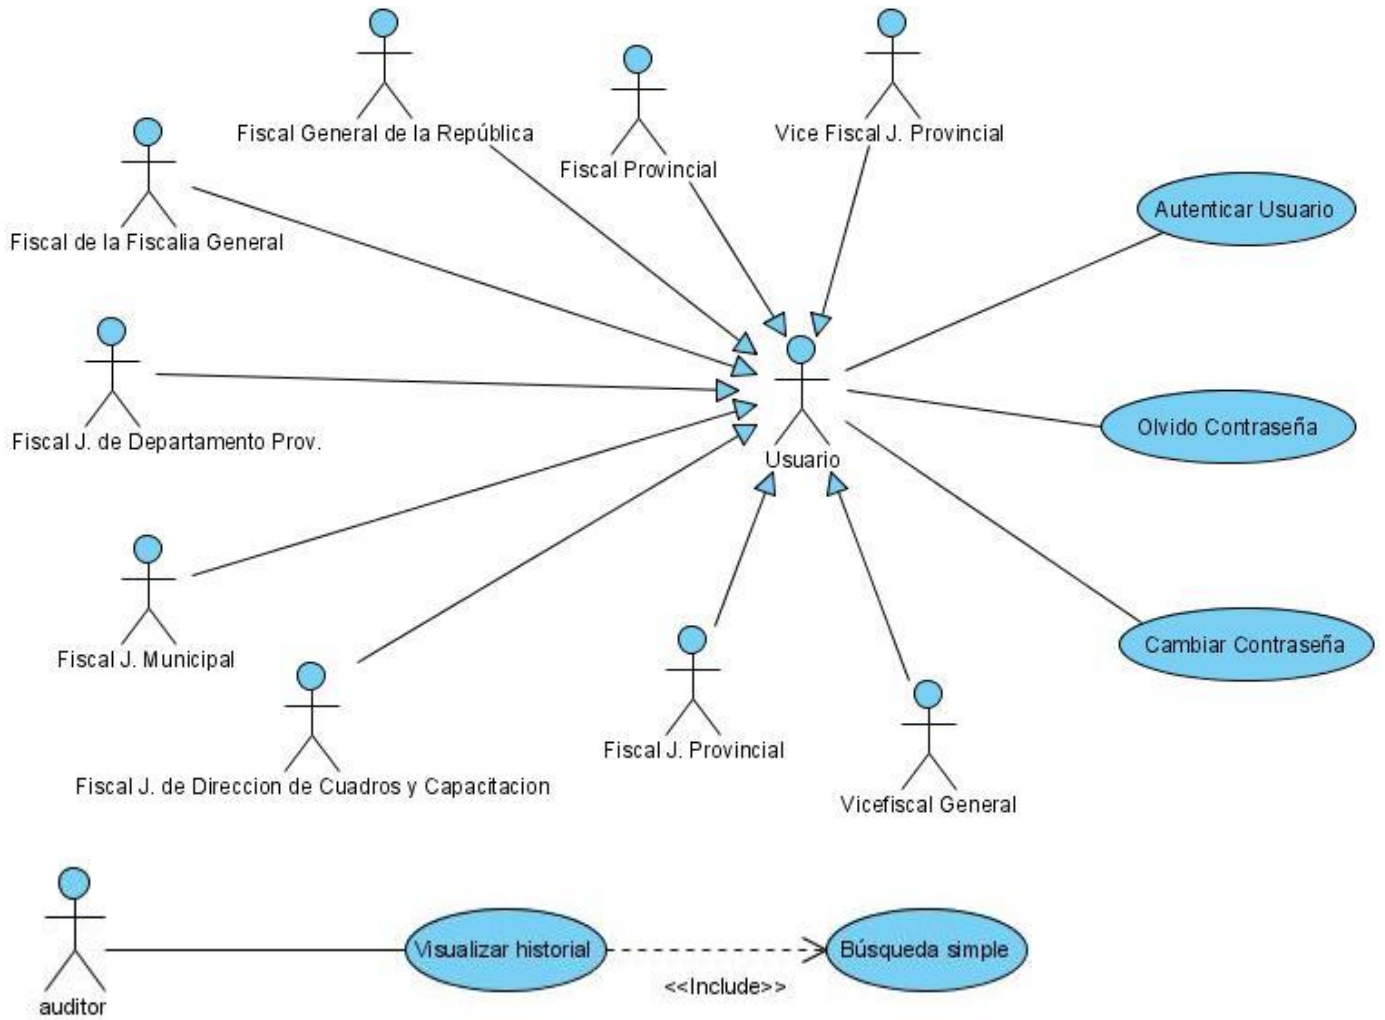 Fiscal General de la República
Vice Fiscal J. Provincial
Fiscal Provincial
Autenticar Usuario
Fiscal de la Fiscalia General
Olvido Contraseña
Fiscal J. de Departamento Prov.
Usuario
Cambiar Contraseña
Fiscal J. Municipal
Fiscal J. Provincial
Fiscal J. de Direccion de Cuadros y Capacitacion
Vicefiscal General
Visualizar historial
Búsqueda simple
<<Include>>
auditor